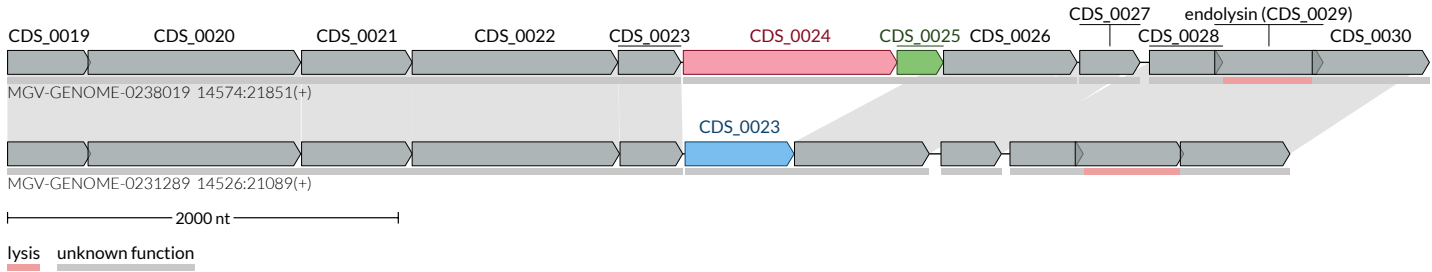 CDS_0027 endolysin (CDS_0029)
CDS_0019 CDS_0020 CDS_0021 CDS_0022 CDS_0023 CDS_0024 CDS_0025 CDS_0026 CDS_0028 CDS_0030
MGV-GENOME-0238019 14574:21851(+)
CDS_0023
MGV-GENOME-0231289 14526:21089(+)
2000 nt
lysis unknown function